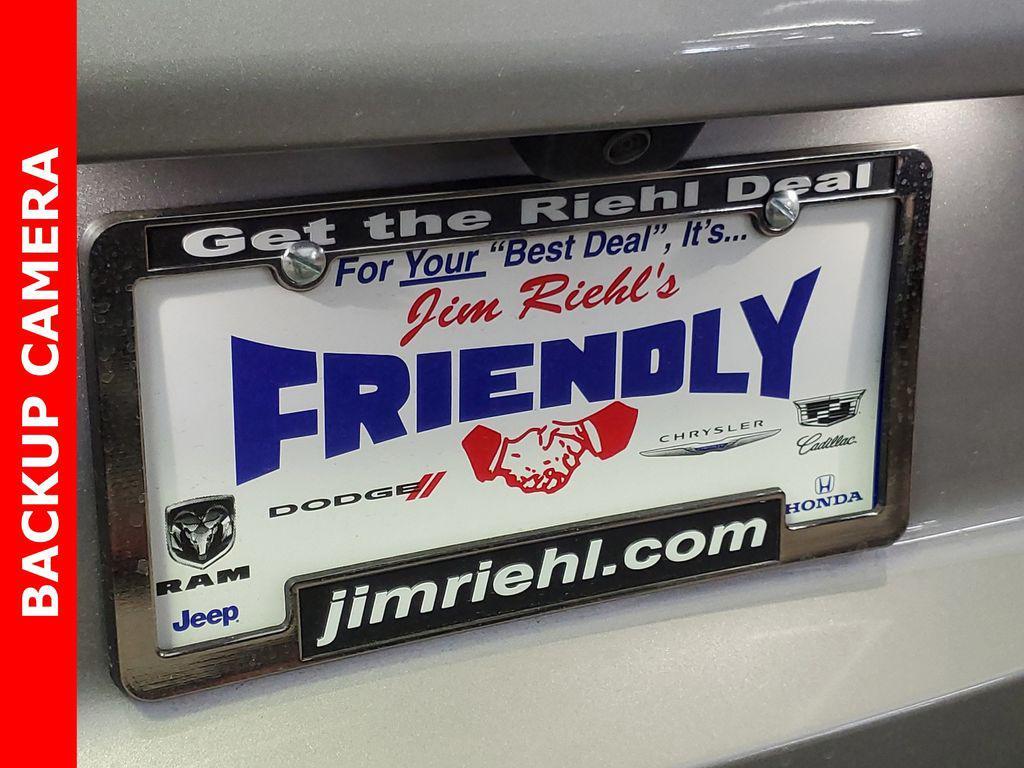 BACKUP CAMERA
Get the Riehl Deal
For Your "Best Deal", It's...
Jim Riehl's
FRIENDLY
DODGE
CHRYSLER
Cadillac
RAM
HONDA
Jeep
jimriehl.com